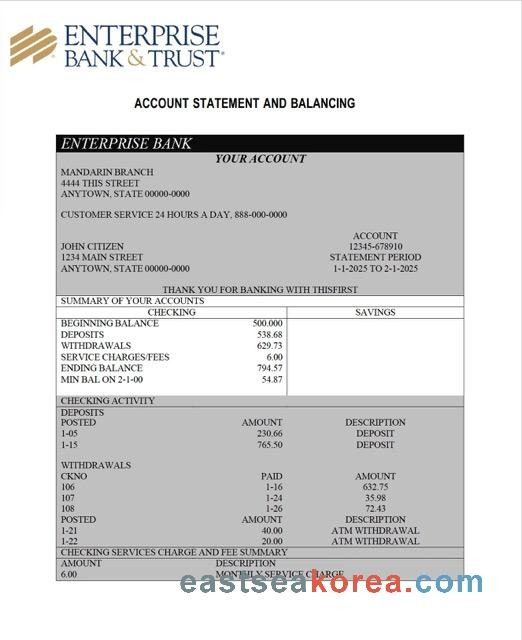 ENTERPRISE
BANK & TRUST
ACCOUNT STATEMENT AND BALANCING
ENTERPRISE BANK
YOUR ACCOUNT
MANDARIN BRANCH
4444 THIS STREET
ANYTOWN, STATE 00000-0000
CUSTOMER SERVICE 24 HOURS A DAY, 888-000-0000
ACCOUNT
JOHN CITIZEN 12345-678910
1234 MAIN STREET STATEMENT PERIOD
ANYTOWN, STATE 00000-0000 1-1-2025 TO 2-1-2025
THANK YOU FOR BANKING WITH THISFIRST
SUMMARY OF YOUR ACCOUNTS
CHECKING SAVINGS
BEGINNING BALANCE 500.000
DEPOSITS 538.68
WITHDRAWALS 629.73
SERVICE CHARGES/FEES 6.00
ENDING BALANCE 794.57
MIN BAL ON 2-1-00 54.87
CHECKING ACTIVITY
DEPOSITS
POSTED AMOUNT DESCRIPTION
1-05 230.66 DEPOSIT
1-15 765.50 DEPOSIT
WITHDRAWALS
CKNO PAID AMOUNT
106 1-16 632.75
107 1-24 35.98
108 1-26 72.43
POSTED AMOUNT DESCRIPTION
1-21 40.00 ATM WITHDRAWAL
1-22 20.00 ATM WITHDRAWAL
CHECKING SERVICES CHARGE AND FEE SUMMARY
AMOUNT DESCRIPTION
6.00 MONTHLY SERVICE CHARGE
eastseakorea.com